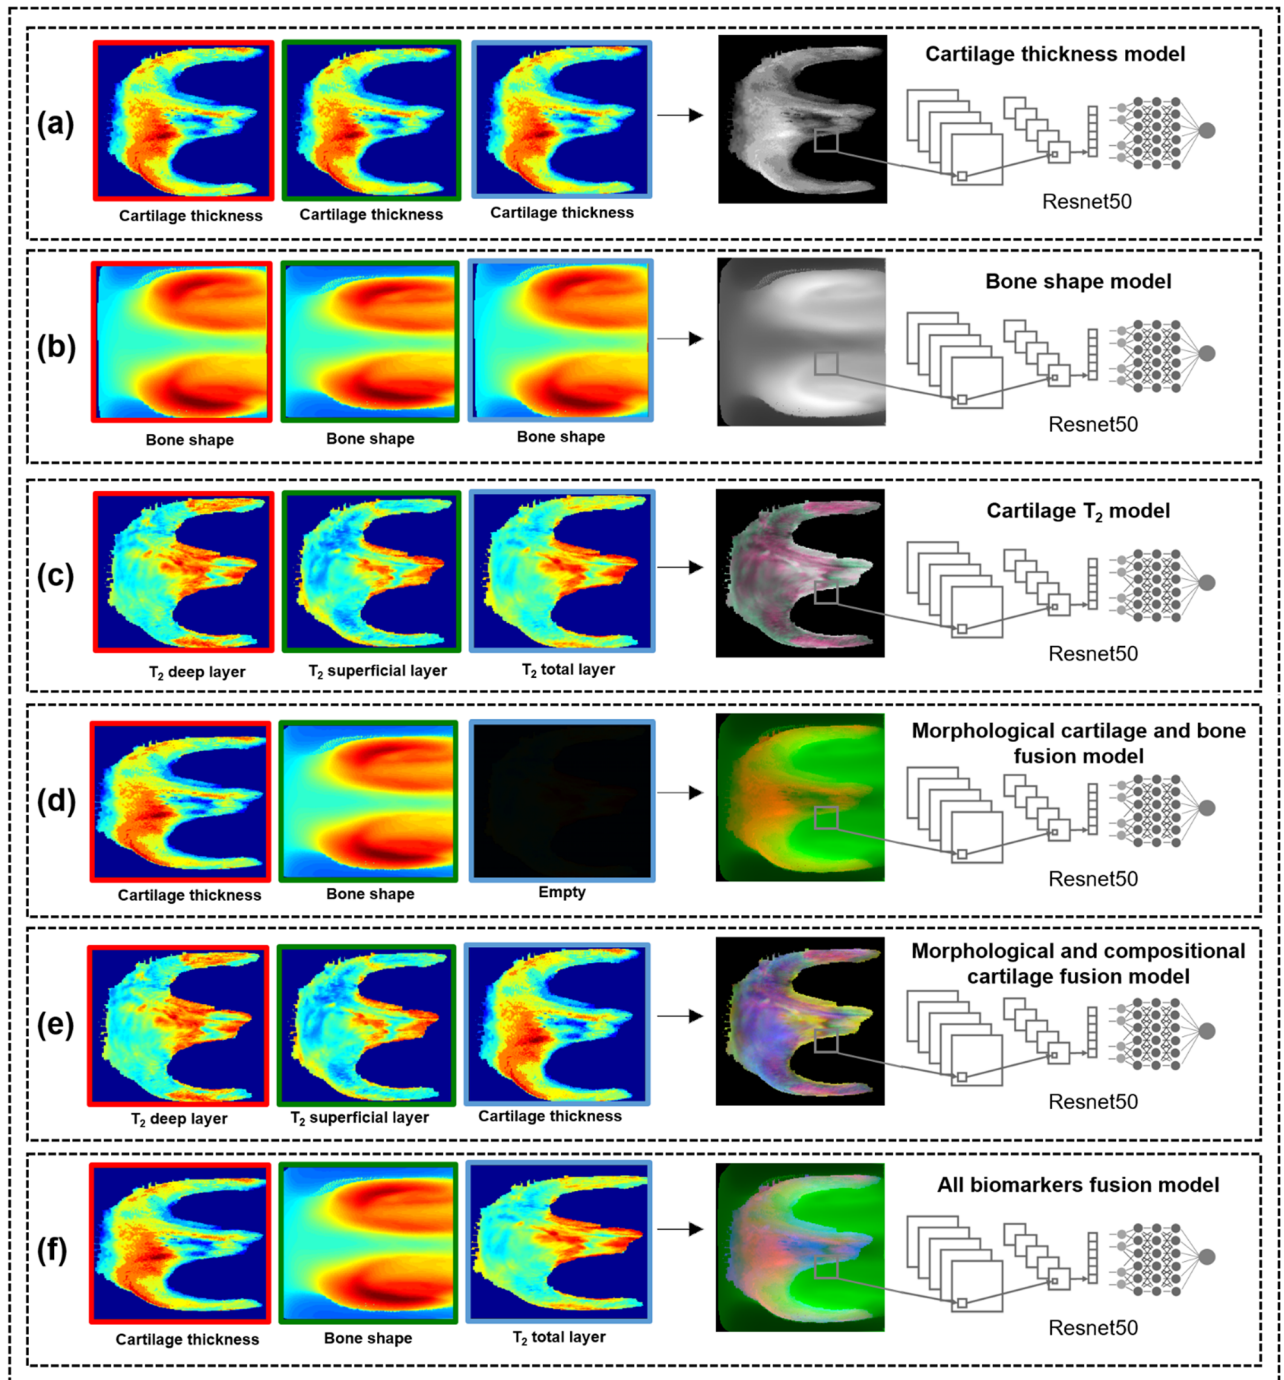 (a)
Cartilage thickness
Cartilage thickness
Cartilage thickness
Cartilage thickness model
Resnet50
(b)
Bone shape
Bone shape
Bone shape
Bone shape model
Resnet50
(c)
T₂ deep layer
T₂ superficial layer
T₂ total layer
Cartilage T₂ model
Resnet50
(d)
Cartilage thickness
Bone shape
Empty
Morphological cartilage and bone
fusion model
Resnet50
(e)
T₂ deep layer
T₂ superficial layer
Cartilage thickness
Morphological and compositional
cartilage fusion model
Resnet50
(f)
Cartilage thickness
Bone shape
T₂ total layer
All biomarkers fusion model
Resnet50